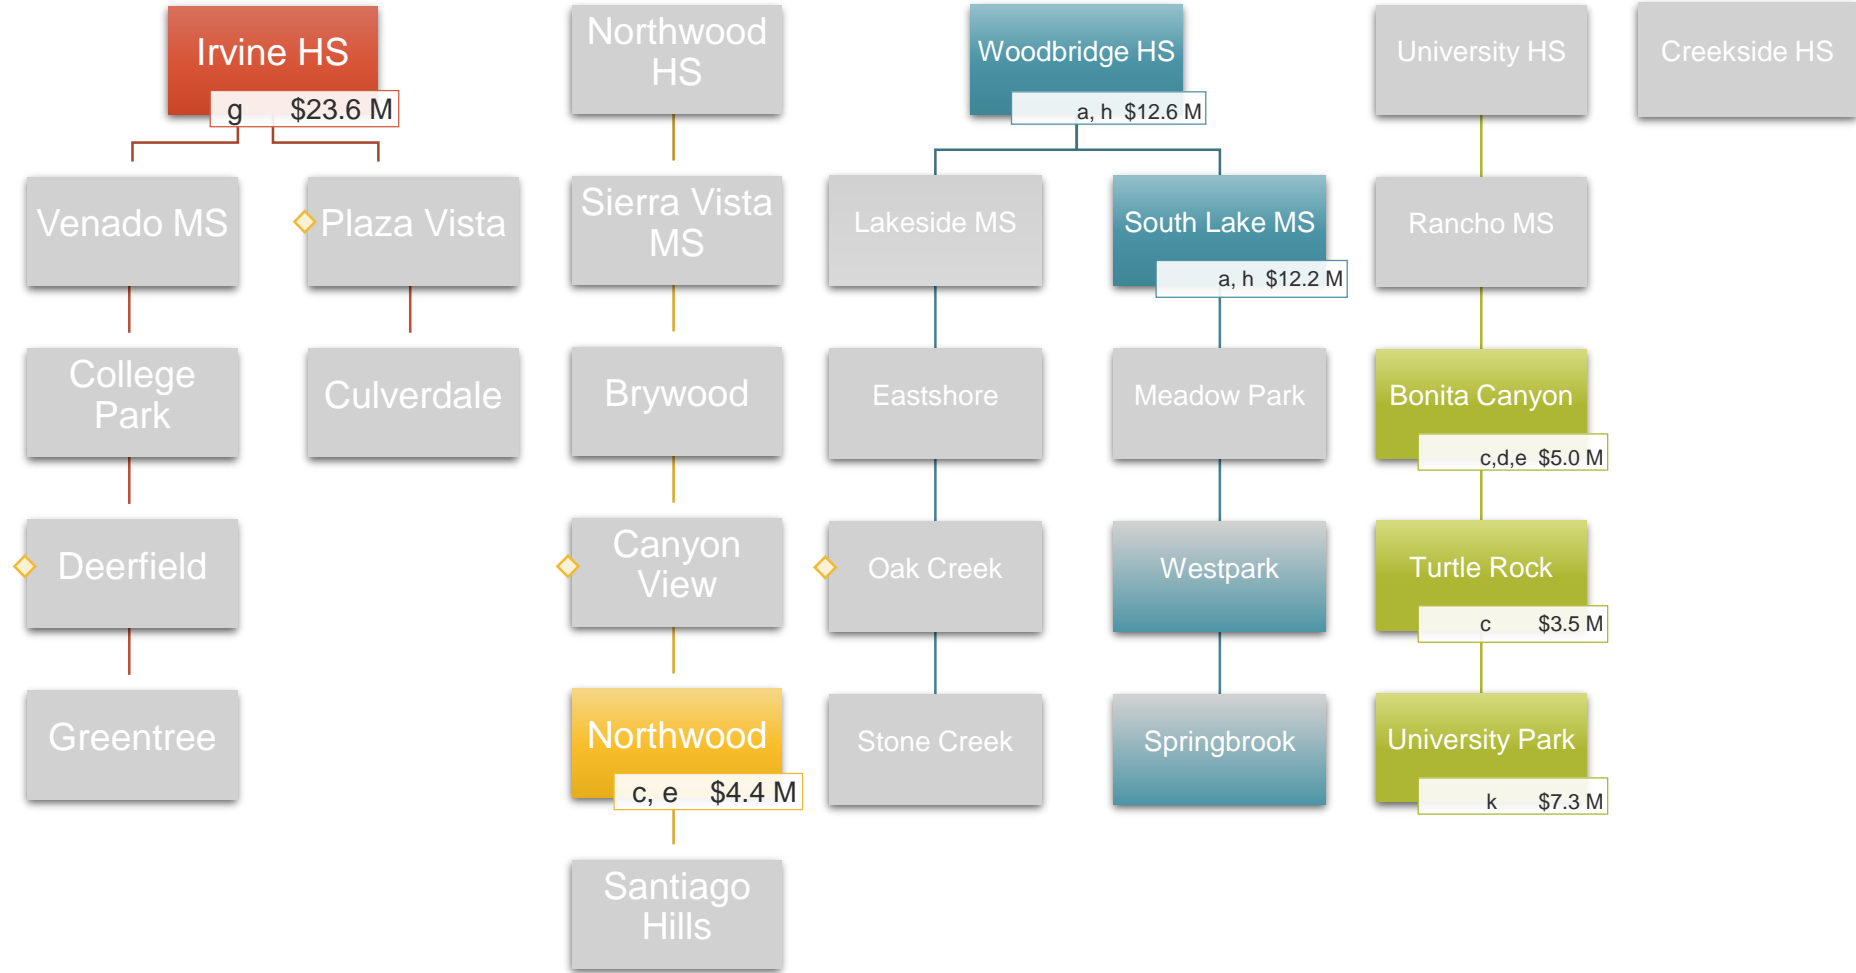 Irvine HS
g $23.6 M
Northwood
HS
Woodbridge HS
a, h $12.6 M
University HS
Creekside HS
Venado MS
Plaza Vista
Sierra Vista
MS
Lakeside MS
South Lake MS
a, h $12.2 M
Rancho MS
College
Park
Culverdale
Brywood
Eastshore
Meadow Park
Bonita Canyon
c,d,e $5.0 M
Deerfield
Canyon
View
Oak Creek
Westpark
Turtle Rock
c $3.5 M
Greentree
Northwood
c, e $4.4 M
Stone Creek
Springbrook
University Park
k $7.3 M
Santiago
Hills